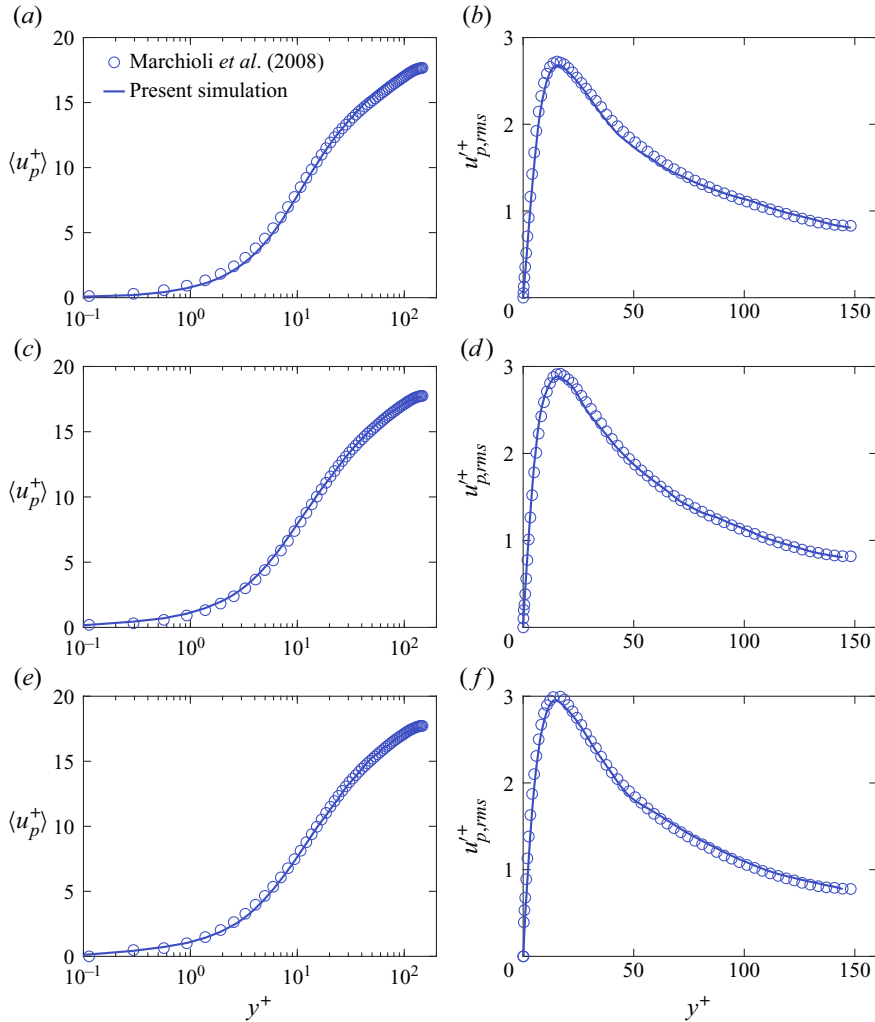 (a)
20
15
10
5
0
⟨u_p^+⟩
Marchioli et al. (2008)
Present simulation
10^–1 10^0 10^1 10^2
(b)
3
2
1
0
u'^+_{p,rms}
50 100 150
(c)
20
15
10
5
0
⟨u_p^+⟩
10^–1 10^0 10^1 10^2
(d)
3
2
1
0
u'^+_{p,rms}
50 100 150
(e)
20
15
10
5
0
⟨u_p^+⟩
10^–1 10^0 10^1 10^2
y^+
(f)
3
2
1
0
u'^+_{p,rms}
50 100 150
y^+